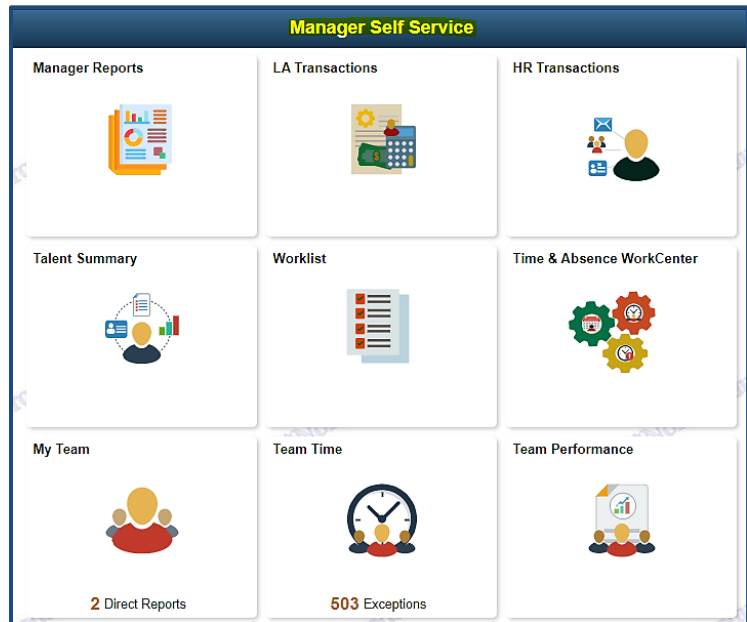 Manager Self Service
Manager Reports
LA Transactions
HR Transactions
Talent Summary
Worklist
Time & Absence WorkCenter
My Team
Team Time
Team Performance
2 Direct Reports
503 Exceptions